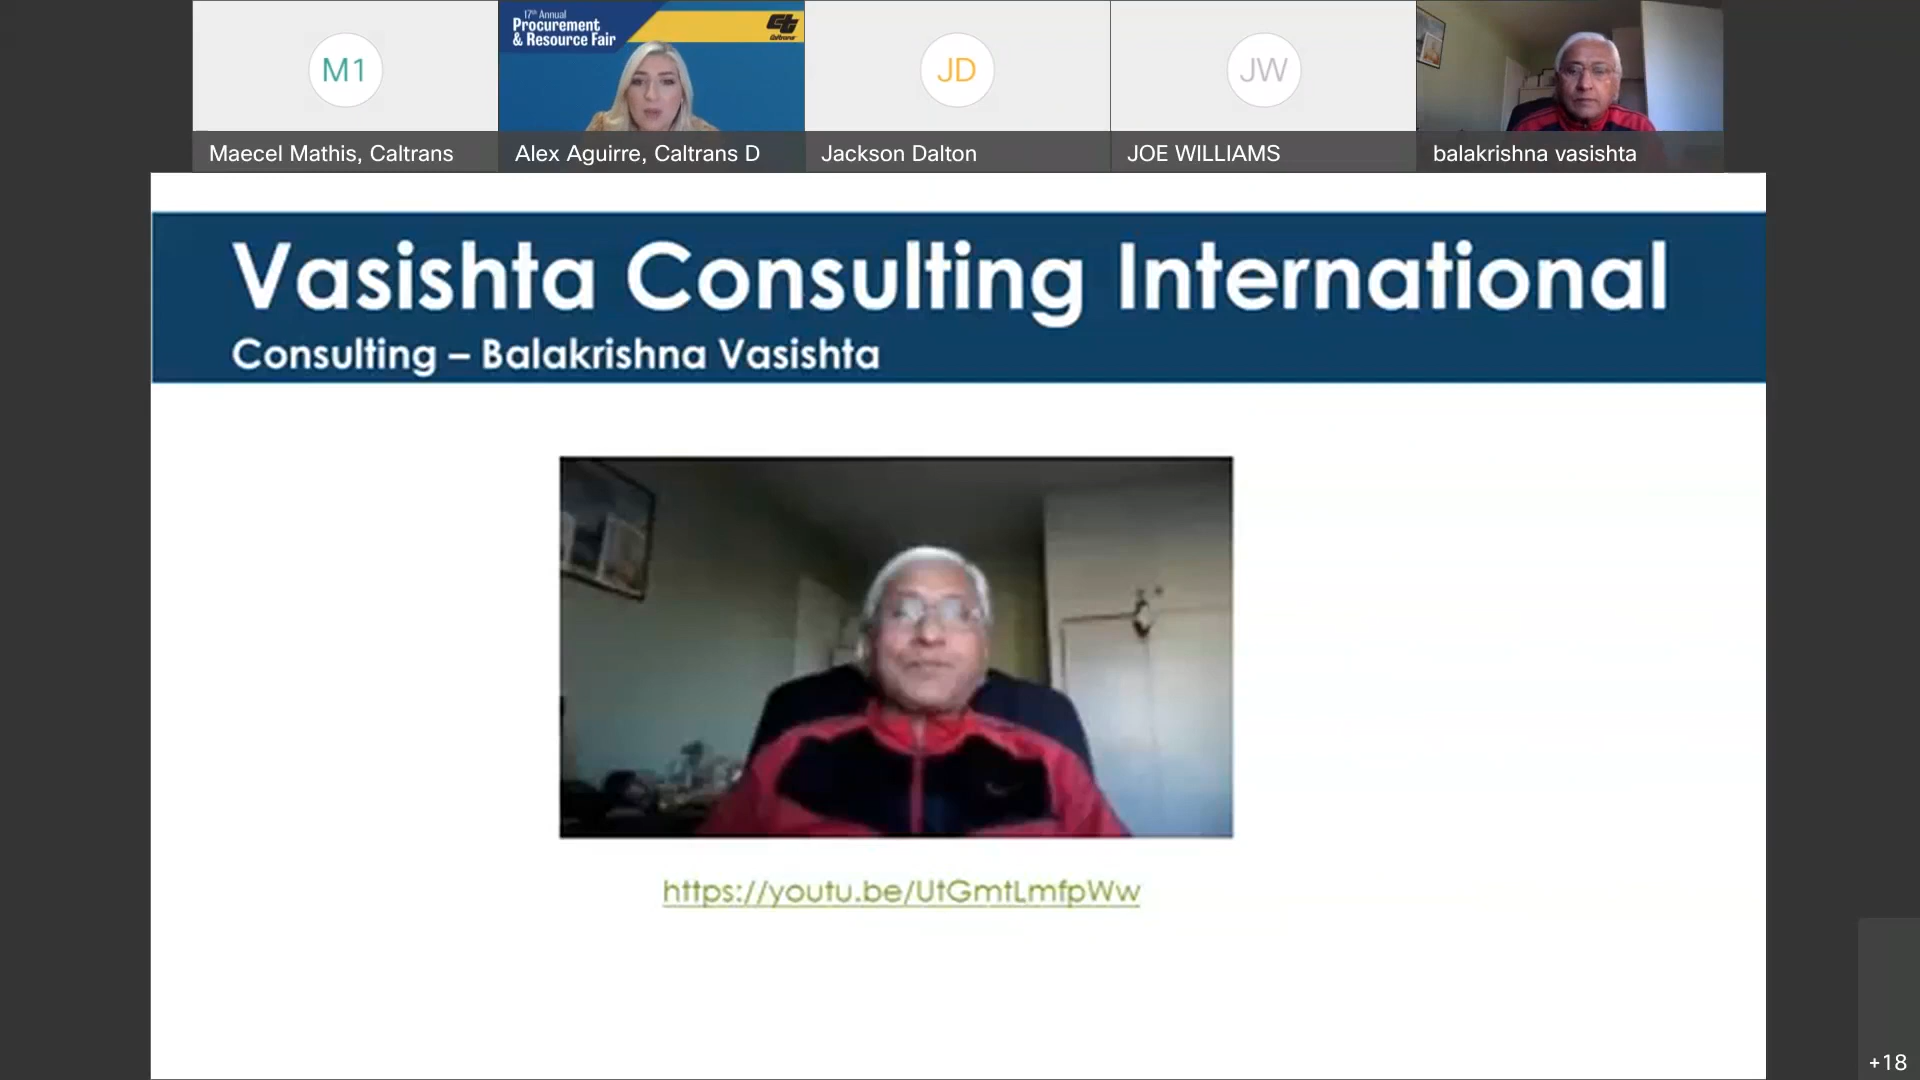 M1
17th Annual
Procurement
& Resource Fair
Caltrans
JD
JW
Maecel Mathis, Caltrans
Alex Aguirre, Caltrans D
Jackson Dalton
JOE WILLIAMS
balakrishna vasishta
Vasishta Consulting International
Consulting – Balakrishna Vasishta
https://youtu.be/UtGmtLmfpWw
+18